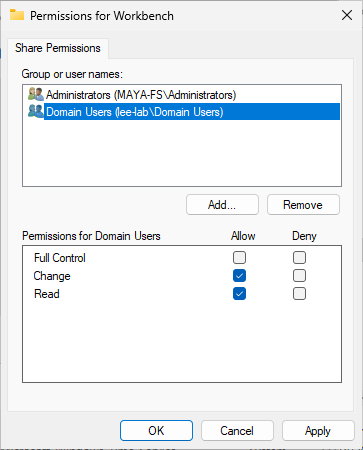 Permissions for Workbench
Share Permissions
Group or user names:
Administrators (MAYA-FS\Administrators)
Domain Users (lee-lab\Domain Users)
Add...
Remove
Permissions for Domain Users
Allow
Deny
Full Control
Change
Read
OK
Cancel
Apply